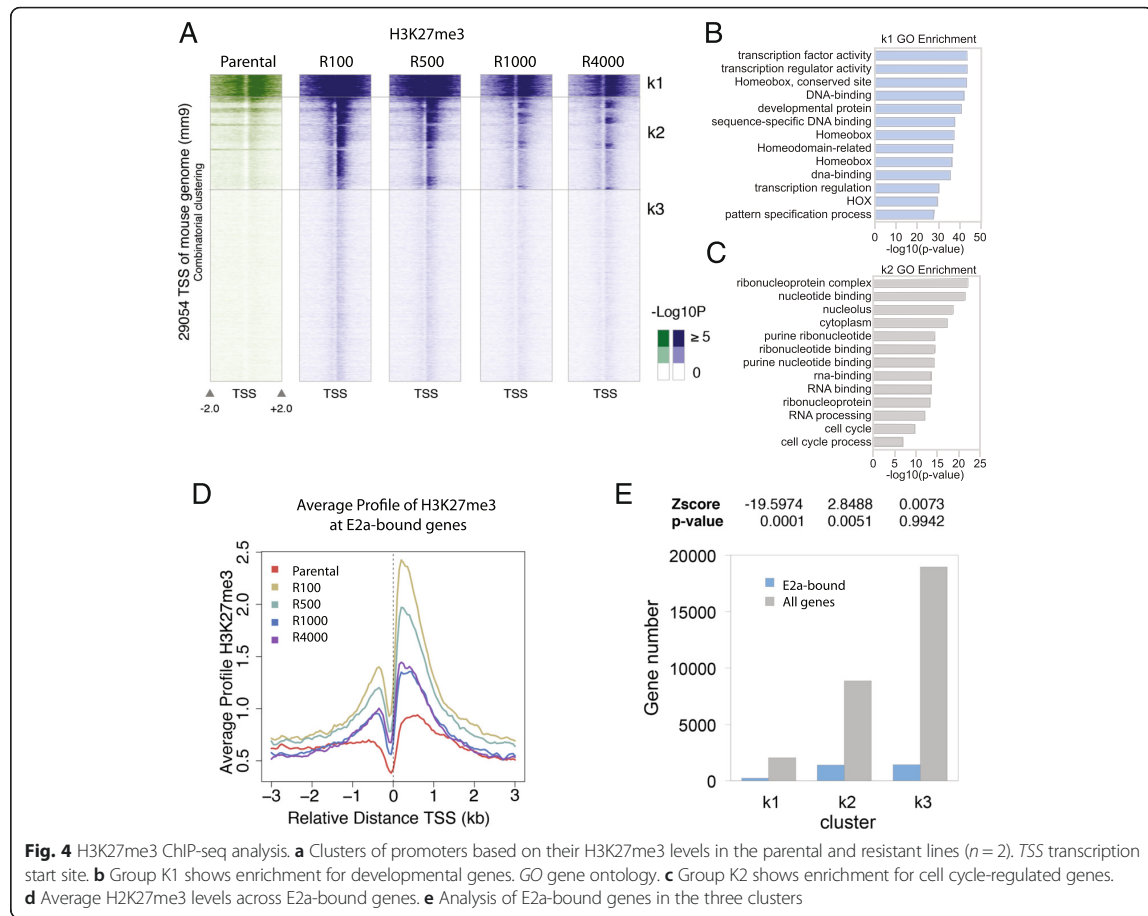 A
H3K27me3
Parental R100 R500 R1000 R4000
k1
k2
k3
29054 TSS of mouse genome (mm9)
Combinatorial clustering
-Log10P
≥ 5
0
TSS TSS TSS TSS TSS
-2.0 +2.0
B
k1 GO Enrichment
transcription factor activity
transcription regulator activity
Homeobox, conserved site
DNA-binding
developmental protein
sequence-specific DNA binding
Homeobox
Homeodomain-related
Homeobox
dna-binding
transcription regulation
HOX
pattern specification process
0 10 20 30 40 50
-log10(p-value)
C
k2 GO Enrichment
ribonucleoprotein complex
nucleotide binding
nucleolus
cytoplasm
purine ribonucleotide
ribonucleotide binding
purine nucleotide binding
rna-binding
RNA binding
ribonucleoprotein
RNA processing
cell cycle
cell cycle process
0 5 10 15 20 25
-log10(p-value)
D
Average Profile of H3K27me3
at E2a-bound genes
Average Profile H3K27me3
2.5
2.0
1.5
1.0
0.5
Parental
R100
R500
R1000
R4000
−3 −2 −1 0 1 2 3
Relative Distance TSS (kb)
E
Zscore -19.5974 2.8488 0.0073
p-value 0.0001 0.0051 0.9942
Gene number
20000
15000
10000
5000
0
E2a-bound
All genes
k1 k2 k3
cluster
Fig. 4 H3K27me3 ChIP-seq analysis. a Clusters of promoters based on their H3K27me3 levels in the parental and resistant lines (n = 2). TSS transcription
start site. b Group K1 shows enrichment for developmental genes. GO gene ontology. c Group K2 shows enrichment for cell cycle-regulated genes.
d Average H2K27me3 levels across E2a-bound genes. e Analysis of E2a-bound genes in the three clusters